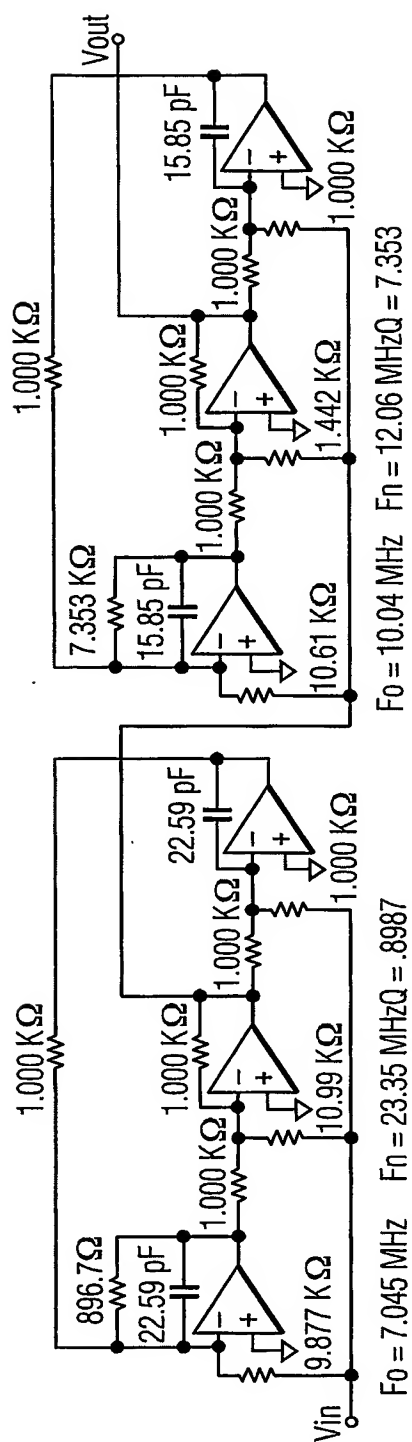 Vin
9.877 KΩ
896.7Ω
22.59 pF
1.000 KΩ
−
+
1.000 KΩ
10.99 KΩ
1.000 KΩ
−
+
1.000 KΩ
1.000 KΩ
22.59 pF
−
+
Fo = 7.045 MHz Fn = 23.35 MHzQ = .8987
10.61 KΩ
7.353 KΩ
15.85 pF
1.000 KΩ
−
+
1.000 KΩ
1.442 KΩ
1.000 KΩ
−
+
1.000 KΩ
1.000 KΩ
15.85 pF
−
+
Vout
Fo = 10.04 MHz Fn = 12.06 MHzQ = 7.353